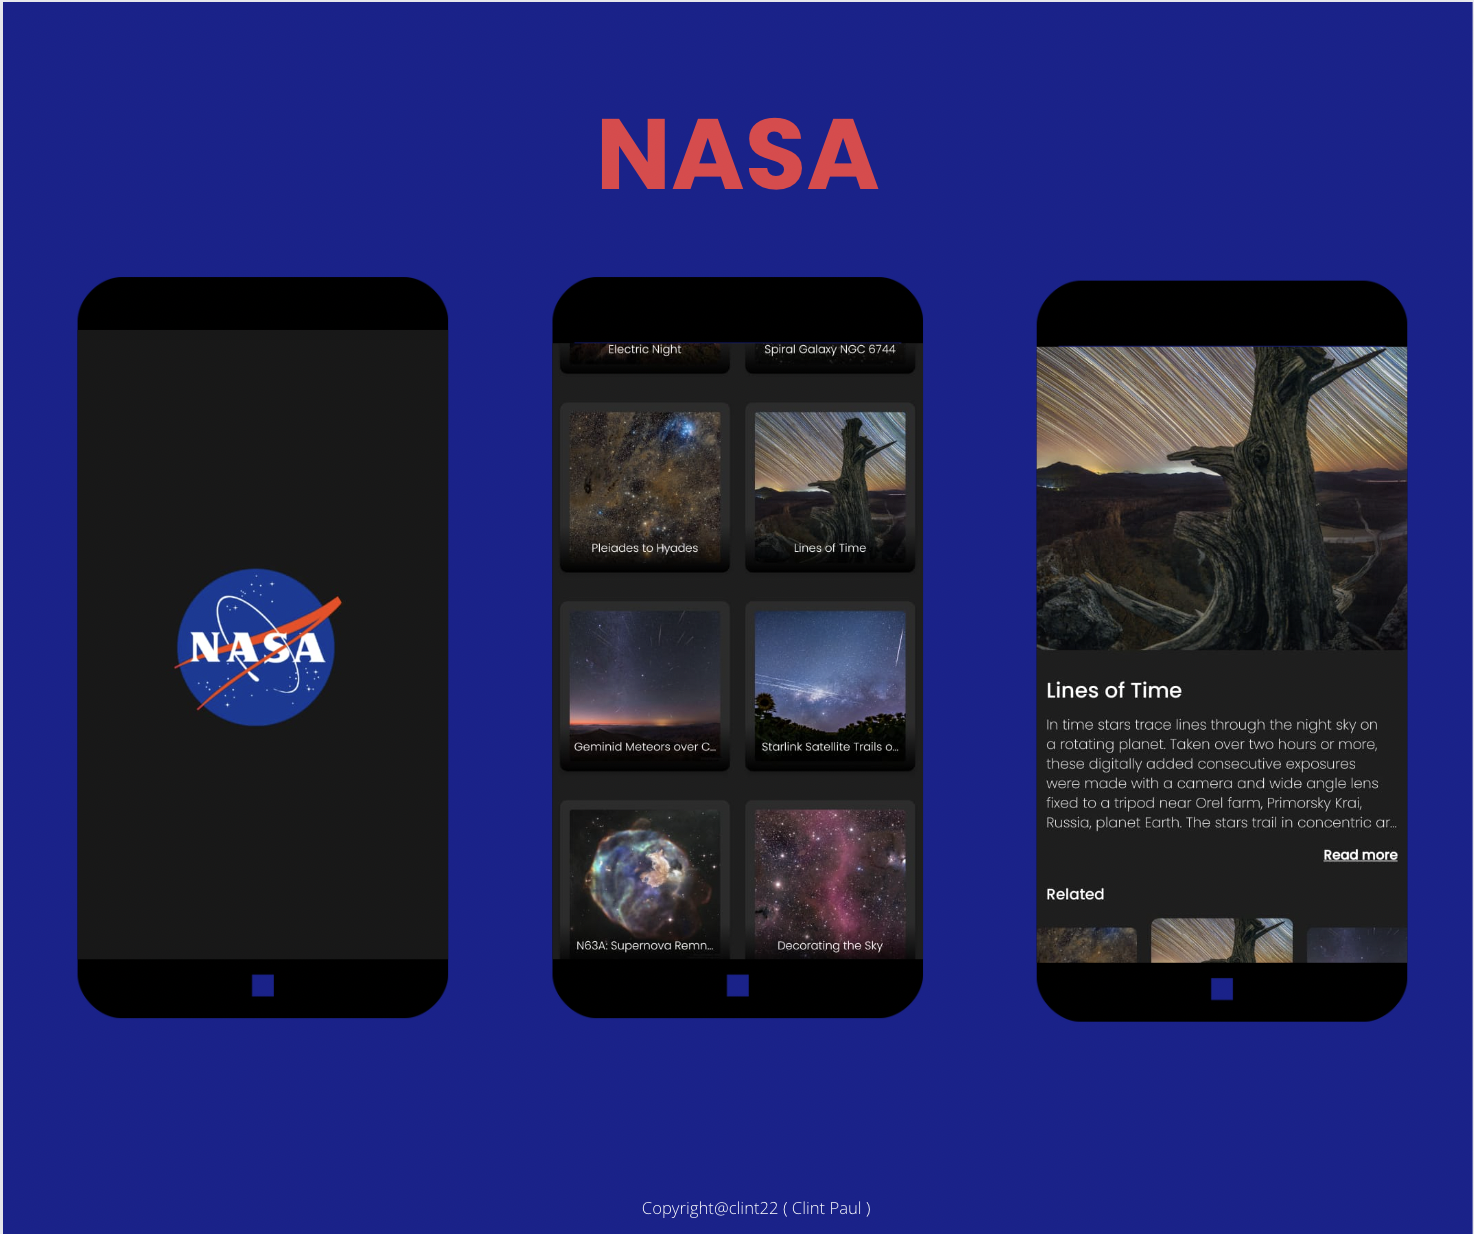 NASA
NASA
Electric Night
Spiral Galaxy NGC 6744
Pleiades to Hyades
Lines of Time
Geminid Meteors over C...
Starlink Satellite Trails o...
N63A: Supernova Remn...
Decorating the Sky
Lines of Time
In time stars trace lines through the night sky on
a rotating planet. Taken over two hours or more,
these digitally added consecutive exposures
were made with a camera and wide angle lens
fixed to a tripod near Orel farm, Primorsky Krai,
Russia, planet Earth. The stars trail in concentric ar...
Read more
Related
Copyright@clint22 ( Clint Paul )